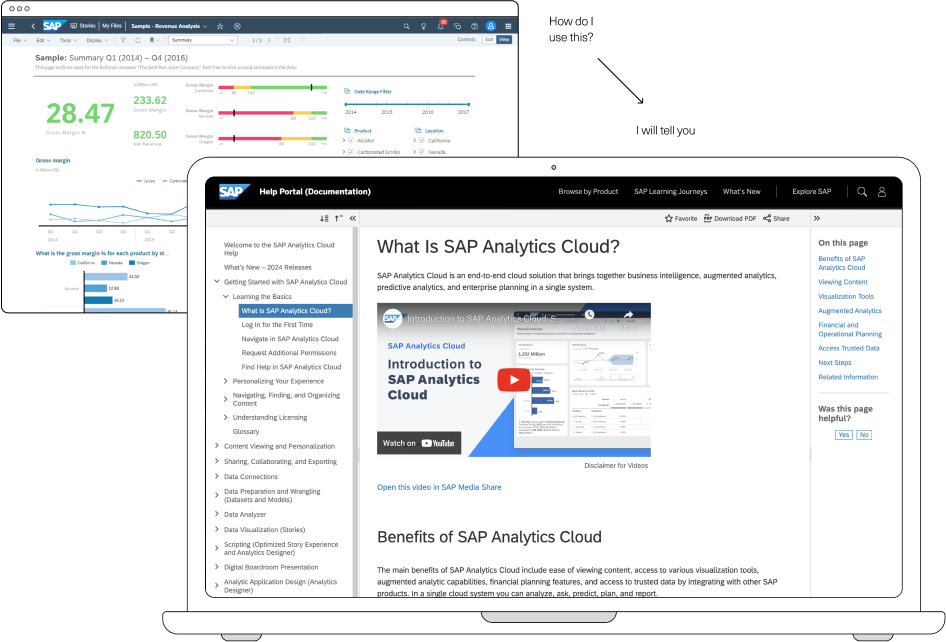 How do I
use this?
I will tell you
SAP
Stories
My Files
Sample - Revenue Analysis
20
File
Edit
Tools
Display
Summary
1 / 3
Controls
Edit
View
Sample: Summary Q1 (2014) – Q4 (2016)
This page outlines sales for the fictional company "The Best Run Juice Company". Feel free to click around and explore the data!
28.47
Gross Margin %
in Million USD
233.62
Gross Margin
820.50
Net Revenue
Gross Margin
California
80
100
Gross Margin
Nevada
80
100
Gross Margin
Oregon
80
100
Date Range Filter
2014
2015
2016
2017
Product
Alcohol
Carbonated Drinks
Location
California
Nevada
Gross margin
in Million USD
Juices
Q1
Q2
Q3
Q4
Q1
Q2
2014
2015
What is the gross margin % for each product by st...
California
Nevada
Oregon
Alcohol
24.52
12.88
16.13
SAP
Help Portal (Documentation)
Browse by Product
SAP Learning Journeys
What's New
Explore SAP
Favorite
Download PDF
Share
Welcome to the SAP Analytics Cloud
Help
What's New – 2024 Releases
Getting Started with SAP Analytics Cloud
Learning the Basics
What Is SAP Analytics Cloud?
Log In for the First Time
Navigate in SAP Analytics Cloud
Request Additional Permissions
Find Help in SAP Analytics Cloud
Personalizing Your Experience
Navigating, Finding, and Organizing
Content
Understanding Licensing
Glossary
Content Viewing and Personalization
Sharing, Collaborating, and Exporting
Data Connections
Data Preparation and Wrangling
(Datasets and Models)
Data Analyzer
Data Visualization (Stories)
Scripting (Optimized Story Experience
and Analytics Designer)
Digital Boardroom Presentation
Analytic Application Design (Analytics
Designer)
What Is SAP Analytics Cloud?
SAP Analytics Cloud is an end-to-end cloud solution that brings together business intelligence, augmented analytics,
predictive analytics, and enterprise planning in a single system.
SAP
Introduction to SAP Analytics Cloud: S...
SAP Analytics Cloud
Introduction to
SAP Analytics
Cloud
1,252 Million
Watch on YouTube
Disclaimer for Videos
Open this video in SAP Media Share
Benefits of SAP Analytics Cloud
The main benefits of SAP Analytics Cloud include ease of viewing content, access to various visualization tools,
augmented analytic capabilities, financial planning features, and access to trusted data by integrating with other SAP
products. In a single cloud system you can analyze, ask, predict, plan, and report.
On this page
Benefits of SAP
Analytics Cloud
Viewing Content
Visualization Tools
Augmented Analytics
Financial and
Operational Planning
Access Trusted Data
Next Steps
Related Information
Was this page
helpful?
Yes
No